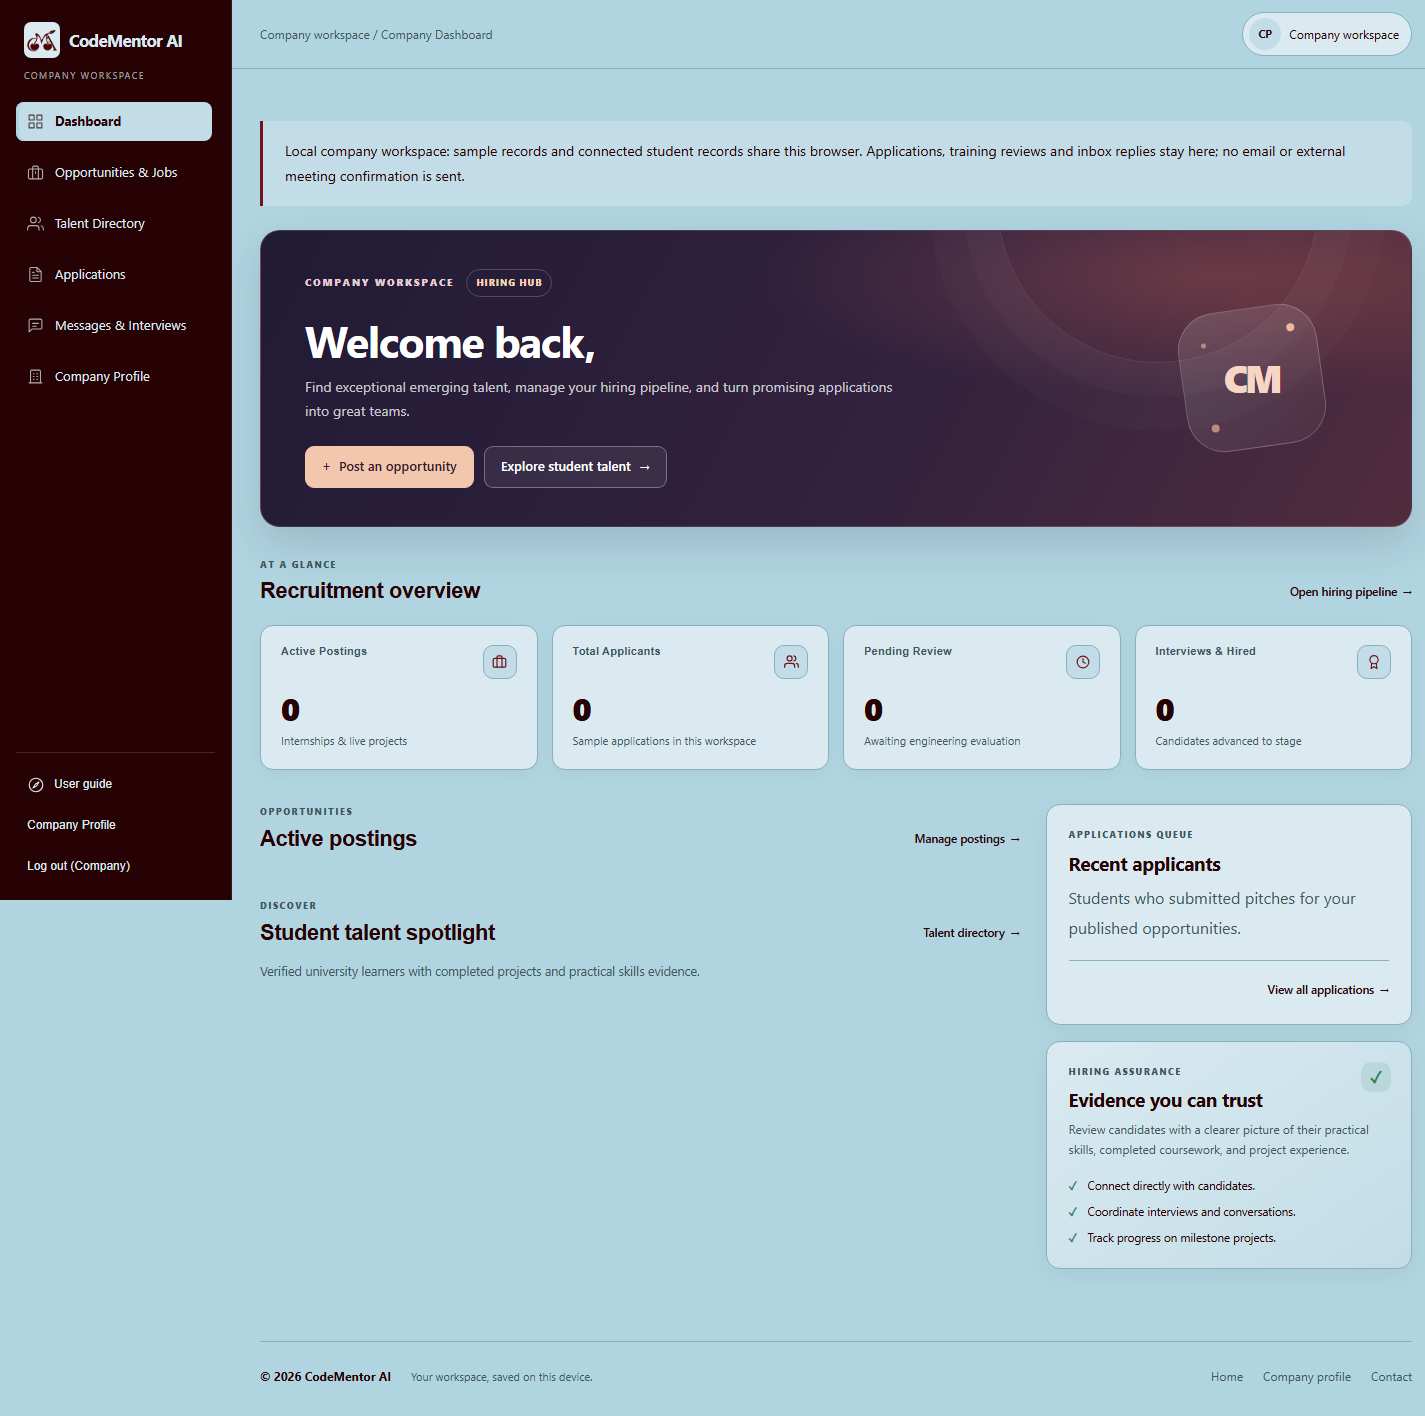 CodeMentor AI
COMPANY WORKSPACE
Dashboard
Opportunities & Jobs
Talent Directory
Applications
Messages & Interviews
Company Profile
User guide
Company Profile
Log out (Company)
Company workspace / Company Dashboard
CP Company workspace
Local company workspace: sample records and connected student records share this browser. Applications, training reviews and inbox replies stay here; no email or external
meeting confirmation is sent.
COMPANY WORKSPACE HIRING HUB
Welcome back,
Find exceptional emerging talent, manage your hiring pipeline, and turn promising applications
into great teams.
+ Post an opportunity Explore student talent →
CM
AT A GLANCE
Recruitment overview
Open hiring pipeline →
Active Postings
0
Internships & live projects
Total Applicants
0
Sample applications in this workspace
Pending Review
0
Awaiting engineering evaluation
Interviews & Hired
0
Candidates advanced to stage
OPPORTUNITIES
Active postings
Manage postings →
DISCOVER
Student talent spotlight
Talent directory →
Verified university learners with completed projects and practical skills evidence.
APPLICATIONS QUEUE
Recent applicants
Students who submitted pitches for your
published opportunities.
View all applications →
HIRING ASSURANCE
✓
Evidence you can trust
Review candidates with a clearer picture of their practical
skills, completed coursework, and project experience.
✓ Connect directly with candidates.
✓ Coordinate interviews and conversations.
✓ Track progress on milestone projects.
© 2026 CodeMentor AI Your workspace, saved on this device.
Home Company profile Contact